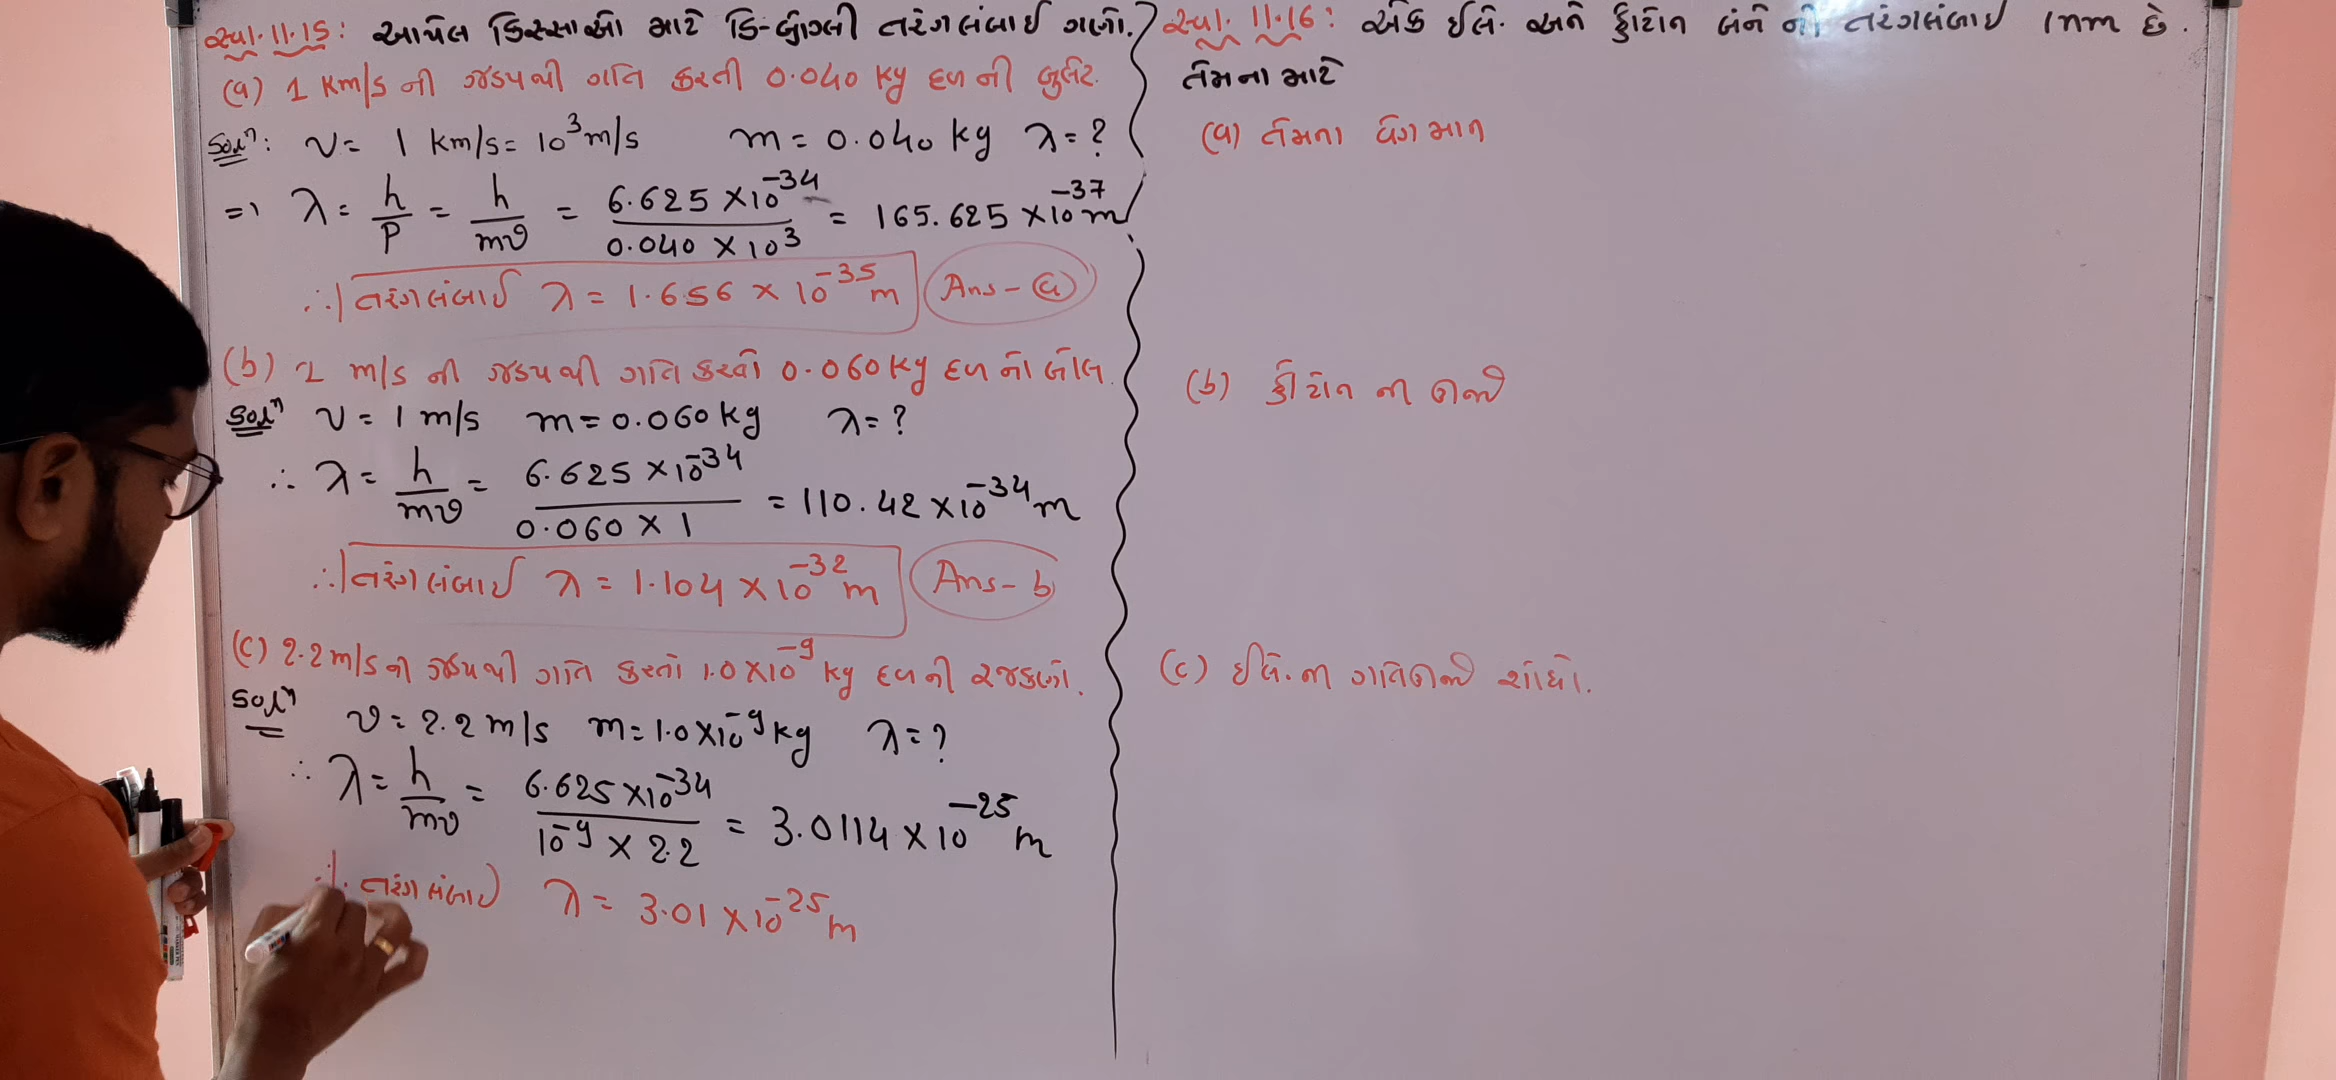 સ્વા. 11.15: આપેલ કિસ્સાઓ માટે ડિ-બ્રોગ્લી તરંગલંબાઈ ગણો.
(a) 1 km/s ની ઝડપથી ગતિ કરતી 0.040 kg દળ ની બુલેટ.
Solⁿ: v = 1 km/s = 10³ m/s m = 0.040 kg λ = ?
⇒ λ = h/P = h/mv = 6.625 × 10⁻³⁴ / 0.040 × 10³ = 165.625 × 10⁻³⁷ m
∴ તરંગલંબાઈ λ = 1.656 × 10⁻³⁵ m Ans - (a)
(b) 1 m/s ની ઝડપથી ગતિ કરતો 0.060 kg દળ નો બોલ.
Solⁿ v = 1 m/s m = 0.060 kg λ = ?
∴ λ = h/mv = 6.625 × 10⁻³⁴ / 0.060 × 1 = 110.42 × 10⁻³⁴ m
∴ તરંગલંબાઈ λ = 1.104 × 10⁻³² m Ans - b
(c) 2.2 m/s ની ઝડપથી ગતિ કરતો 1.0 × 10⁻⁹ kg દળ ની રજકણો.
Solⁿ v = 2.2 m/s m = 1.0 × 10⁻⁹ kg λ = ?
∴ λ = h/mv = 6.625 × 10⁻³⁴ / 10⁻⁹ × 2.2 = 3.0114 × 10⁻²⁵ m
∴ તરંગલંબાઈ λ = 3.01 × 10⁻²⁵ m
સ્વા. 11.16: એક ઈલે. અને ફોટોન બંને ની તરંગલંબાઈ 1nm છે.
તેમના માટે
(a) તેમના વેગમાન
(b) ફોટોન ની ઊર્જા
(c) ઈલે. ની ગતિઊર્જા શોધો.